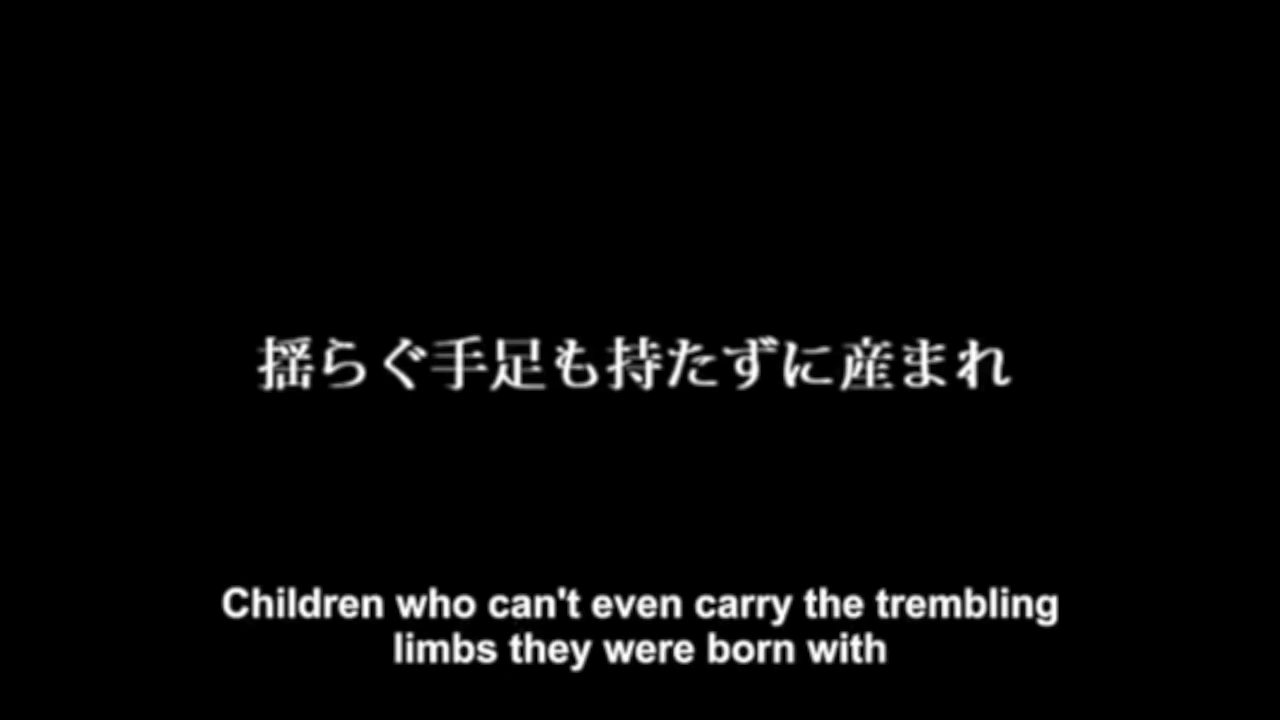 揺らぐ手足も持たずに産まれ
Children who can't even carry the trembling
limbs they were born with